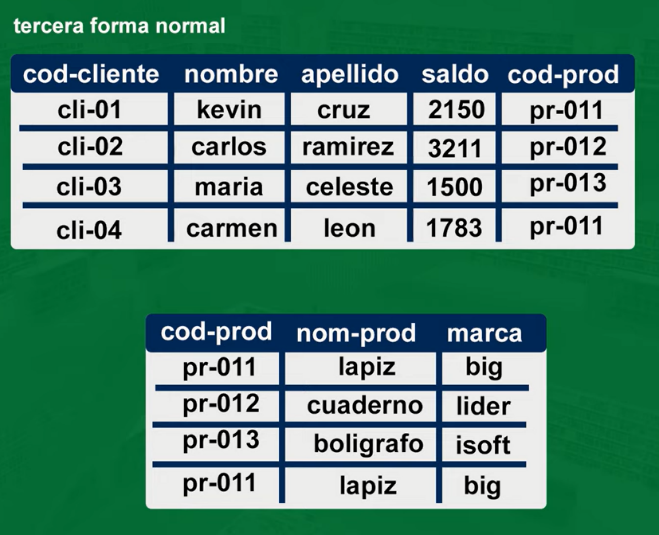 tercera forma normal
cod-cliente nombre apellido saldo cod-prod
cli-01 kevin cruz 2150 pr-011
cli-02 carlos ramirez 3211 pr-012
cli-03 maria celeste 1500 pr-013
cli-04 carmen leon 1783 pr-011
cod-prod nom-prod marca
pr-011 lapiz big
pr-012 cuaderno lider
pr-013 boligrafo isoft
pr-011 lapiz big